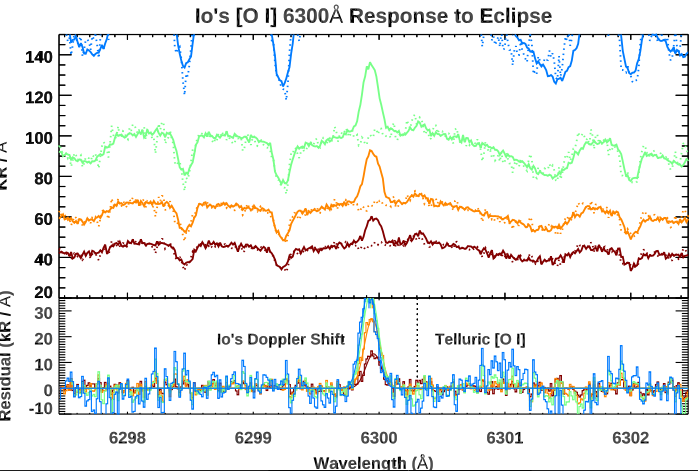 Io's [O I] 6300Å Response to Eclipse
140
120
100
80
60
40
20
KR / Å
30
20
10
0
-10
Residual (kR / Å)
Io's Doppler Shift
Telluric [O I]
6298 6299 6300 6301 6302
Wavelength (Å)